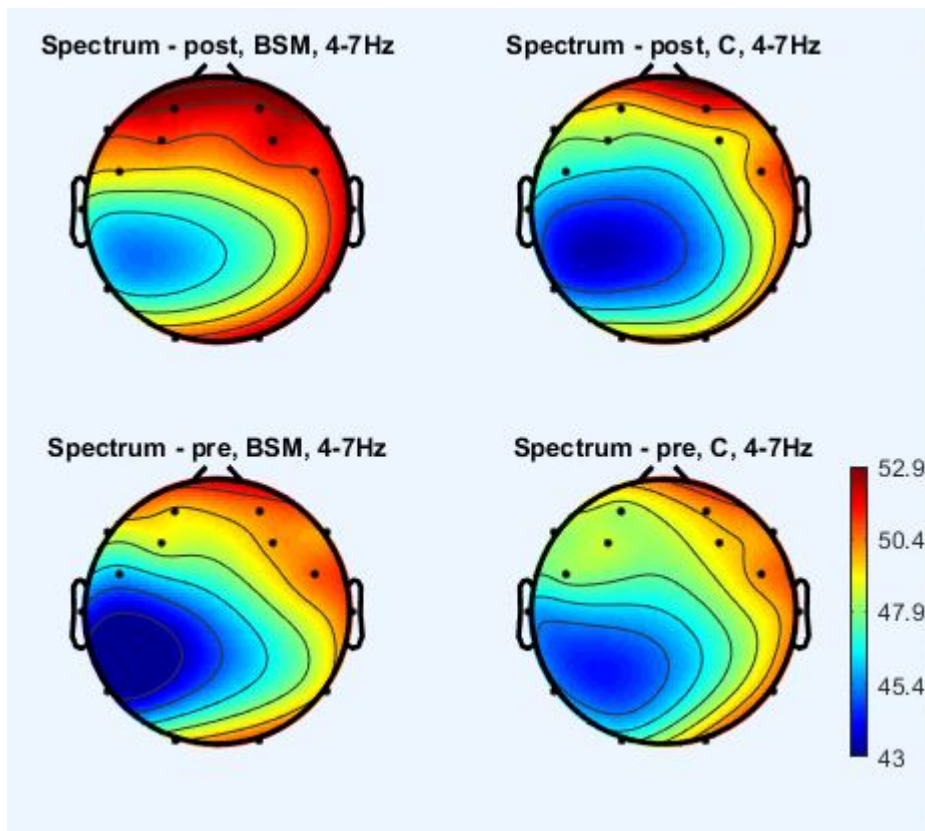 Spectrum - post, BSM, 4-7Hz
Spectrum - post, C, 4-7Hz
Spectrum - pre, BSM, 4-7Hz
Spectrum - pre, C, 4-7Hz
52.9
50.4
47.9
45.4
43